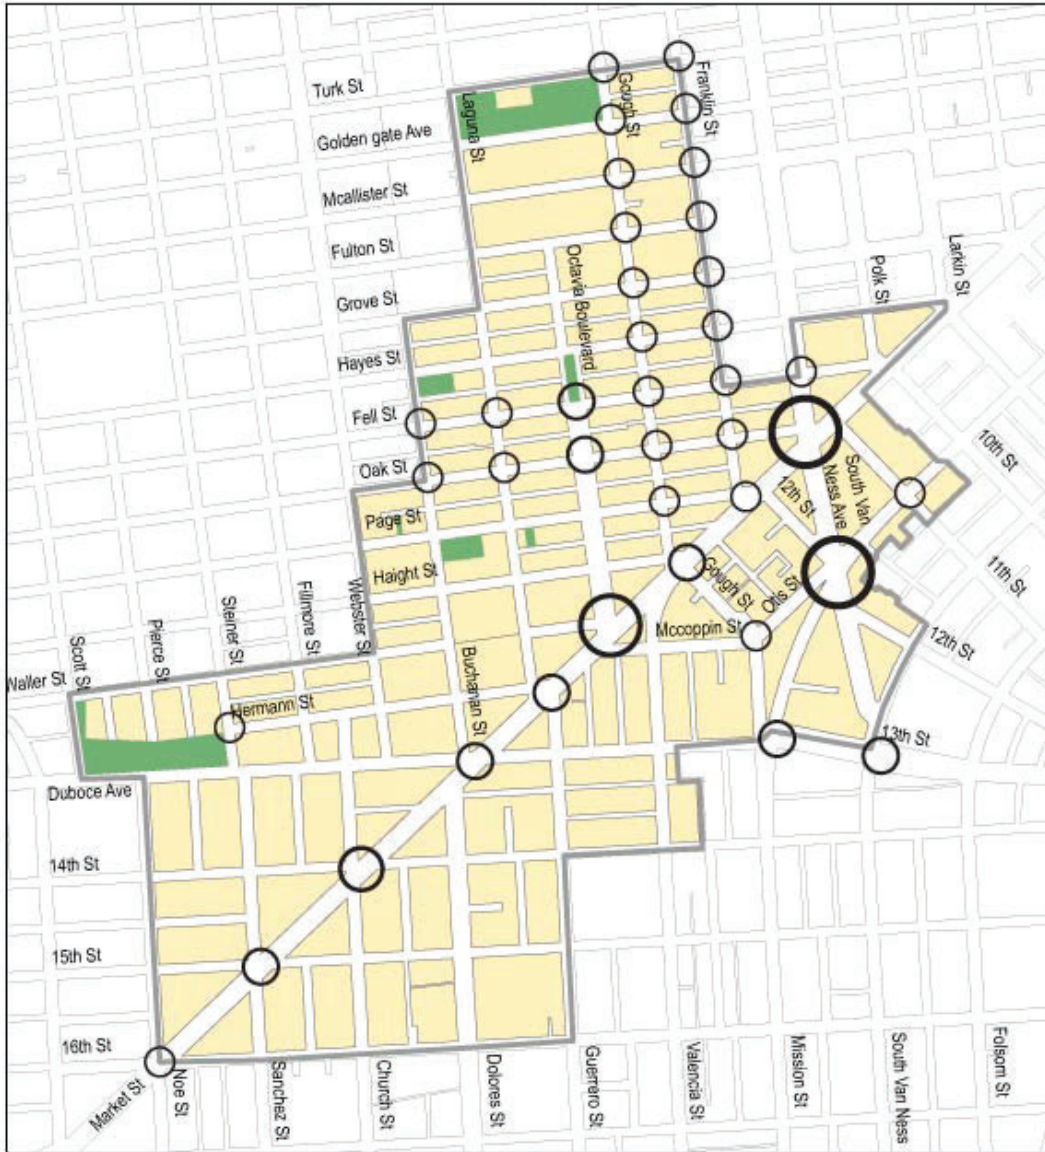 Turk St
Golden gate Ave
Mcallister St
Fulton St
Grove St
Hayes St
Fell St
Oak St
Page St
Haight St
Laguna St
Gough St
Franklin St
Octavia Boulevard
Polk St
Larkin St
10th St
11th St
12th St
12th St
South Van
Ness Ave
Gough St
Otis St
Mccoppin St
13th St
Webster St
Fillmore St
Steiner St
Pierce St
Scott St
Waller St
Hermann St
Buchanan St
Duboce Ave
14th St
15th St
16th St
Market St
Noe St
Sanchez St
Church St
Dolores St
Guerrero St
Valencia St
Mission St
South Van Ness
Folsom St